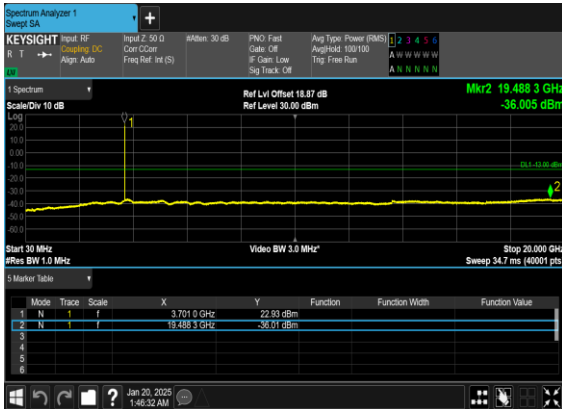 Spectrum Analyzer 1
Swept SA
+
KEYSIGHT Input: RF Input Z: 50 Ω #Atten: 30 dB PNO: Fast Avg Type: Power (RMS) 1 2 3 4 5 6
R T Coupling: DC Corr CCorr Gate: Off Avg|Hold: 100/100 A W W W W W
Align: Auto Freq Ref: Int (S) IF Gain: Low Trig: Free Run
Sig Track: Off A N N N N N
1 Spectrum Ref Lvl Offset 18.87 dB Mkr2 19.488 3 GHz
Scale/Div 10 dB Ref Level 30.00 dBm -36.005 dBm
Log
20.0
10.0
0.00
-10.0
-20.0
-30.0
-40.0
-50.0
-60.0
1
DL1 -13.00 dBm
2
Start 30 MHz Video BW 3.0 MHz* Stop 20.000 GHz
#Res BW 1.0 MHz Sweep 34.7 ms (40001 pts)
5 Marker Table
Mode Trace Scale X Y Function Function Width Function Value
1 N 1 f 3.701 0 GHz 22.93 dBm
2 N 1 f 19.488 3 GHz -36.01 dBm
3
4
5
6
? Jan 20, 2025
1:46:32 AM